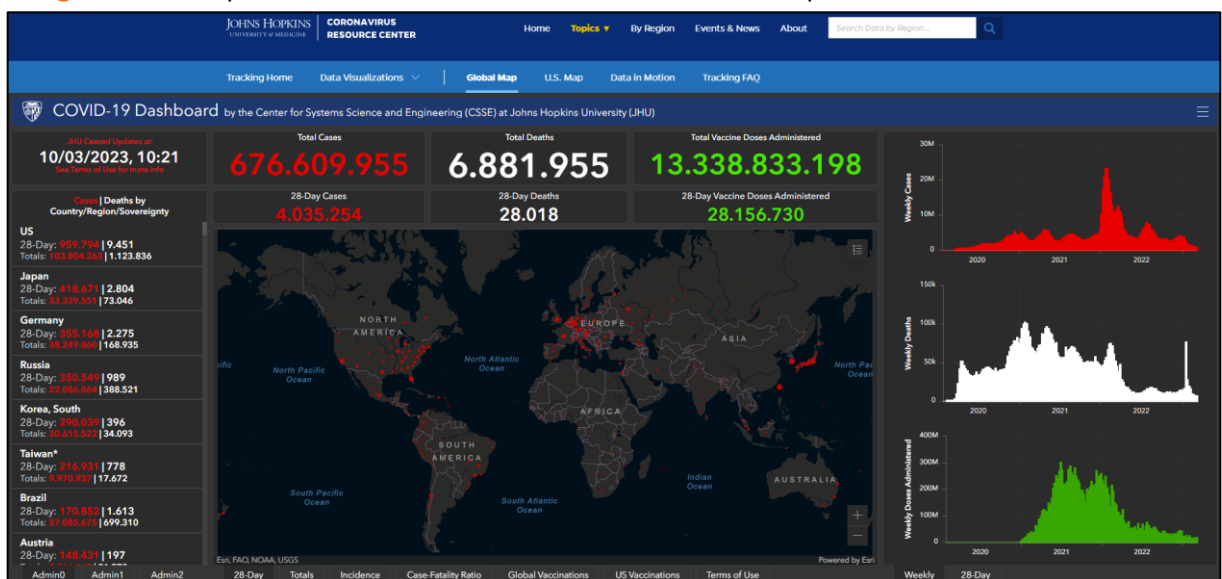 JOHNS HOPKINS
UNIVERSITY & MEDICINE
CORONAVIRUS
RESOURCE CENTER
Home Topics ▾ By Region Events & News About Search Data by Region...
Tracking Home Data Visualizations Global Map U.S. Map Data in Motion Tracking FAQ
COVID-19 Dashboard by the Center for Systems Science and Engineering (CSSE) at Johns Hopkins University (JHU)
JHU Ceased Updates at:
10/03/2023, 10:21
See Terms of Use for more info
Cases | Deaths by
Country/Region/Sovereignty
US
28-Day: 959.794 | 9.451
Totals: 103.804.263 | 1.123.836
Japan
28-Day: 418.671 | 2.804
Totals: 33.329.551 | 73.046
Germany
28-Day: 355.168 | 2.275
Totals: 38.249.060 | 168.935
Russia
28-Day: 350.549 | 989
Totals: 22.086.064 | 388.521
Korea, South
28-Day: 290.039 | 396
Totals: 30.615.522 | 34.093
Taiwan*
28-Day: 216.931 | 778
Totals: 9.970.937 | 17.672
Brazil
28-Day: 170.852 | 1.613
Totals: 37.085.675 | 699.310
Austria
28-Day: 148.431 | 197
Admin0 Admin1 Admin2
Total Cases
676.609.955
Total Deaths
6.881.955
Total Vaccine Doses Administered
13.338.833.198
28-Day Cases
4.035.254
28-Day Deaths
28.018
28-Day Vaccine Doses Administered
28.156.730
NORTH
AMERICA
EUROPE
ASIA
North Pacific
Ocean
North Atlantic
Ocean
North Pac
Ocean
AFRICA
SOUTH
AMERICA
Indian
Ocean
AUSTRALIA
South Pacific
Ocean
South Atlantic
Ocean
Esri, FAO, NOAA, USGS
Powered by Esri
28-Day Totals Incidence Case-Fatality Ratio Global Vaccinations US Vaccinations Terms of Use
Weekly Cases
30M
20M
10M
0
2020 2021 2022
Weekly Deaths
150k
100k
50k
0
2020 2021 2022
Weekly Doses Administered
400M
300M
200M
100M
0
2020 2021 2022
Weekly 28-Day